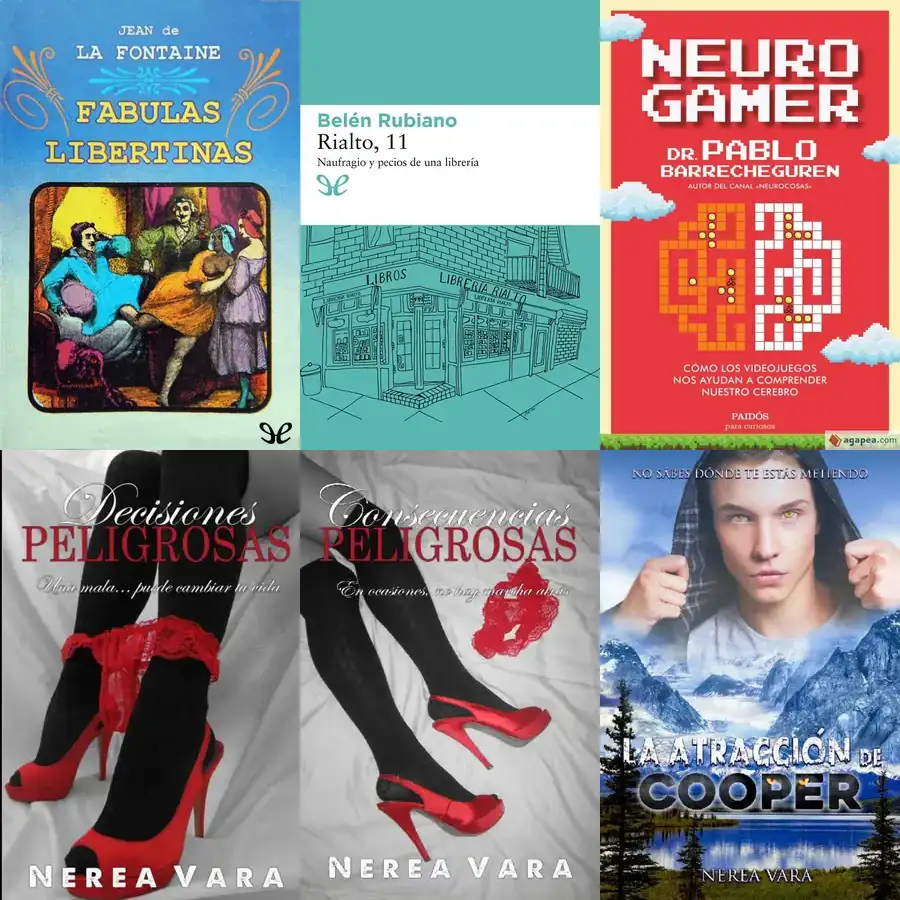 JEAN de
LA FONTAINE
FABULAS
LIBERTINAS
Belén Rubiano
Rialto, 11
Naufragio y pecios de una librería
LIBROS
LIBRERÍA RIALTO
NEURO
GAMER
DR. PABLO
BARRECHEGUREN
AUTOR DEL CANAL «NEUROCOSAS»
CÓMO LOS VIDEOJUEGOS
NOS AYUDAN A COMPRENDER
NUESTRO CEREBRO
PAIDÓS
para curiosos
agapea.com
Decisiones
PELIGROSAS
Una mala... puede cambiar tu vida
NEREA VARA
Consecuencias
PELIGROSAS
En ocasiones, no hay marcha atrás
NEREA VARA
NO SABES DÓNDE TE ESTÁS METIENDO
LA ATRACCIÓN DE
COOPER
NEREA VARA